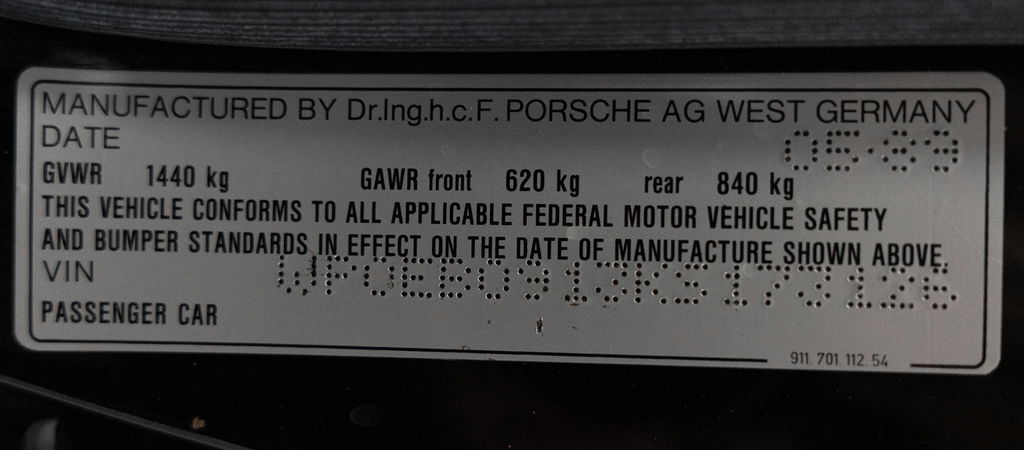 MANUFACTURED BY Dr.Ing.h.c.F. PORSCHE AG WEST GERMANY
DATE 05·89
GVWR 1440 kg GAWR front 620 kg rear 840 kg
THIS VEHICLE CONFORMS TO ALL APPLICABLE FEDERAL MOTOR VEHICLE SAFETY
AND BUMPER STANDARDS IN EFFECT ON THE DATE OF MANUFACTURE SHOWN ABOVE.
VIN WP0EB0913KS173126
PASSENGER CAR
911. 701. 112. 54